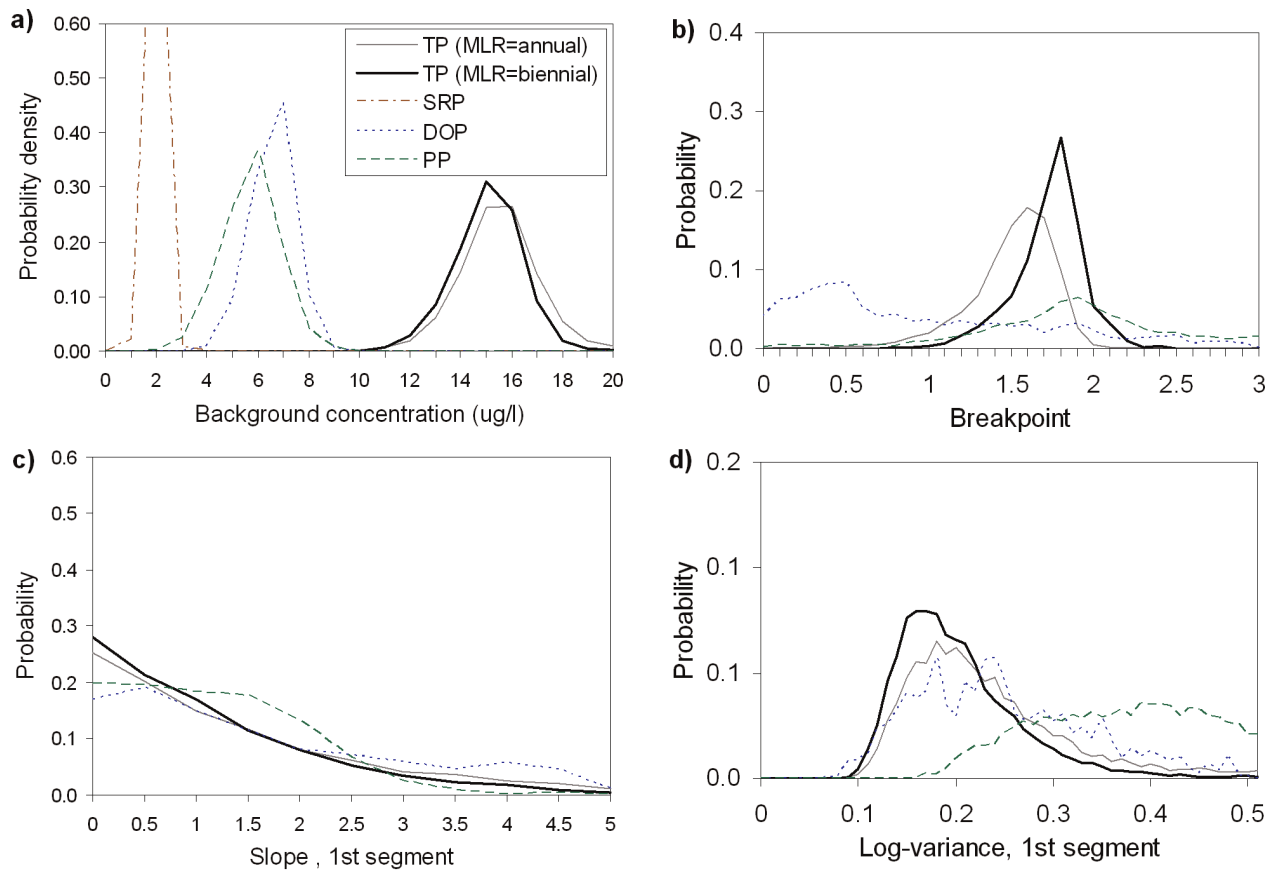 a)
0.60
0.50
0.40
0.30
0.20
0.10
0.00
Probability density
0 2 4 6 8 10 12 14 16 18 20
Background concentration (ug/l)
TP (MLR=annual)
TP (MLR=biennial)
SRP
DOP
PP
b)
0.4
0.3
0.2
0.1
0.0
Probability
0 0.5 1 1.5 2 2.5 3
Breakpoint
c)
0.6
0.5
0.4
0.3
0.2
0.1
0.0
Probability
0 0.5 1 1.5 2 2.5 3 3.5 4 4.5 5
Slope , 1st segment
d)
0.2
0.1
0.1
0.0
Probability
0 0.1 0.2 0.3 0.4 0.5
Log-variance, 1st segment